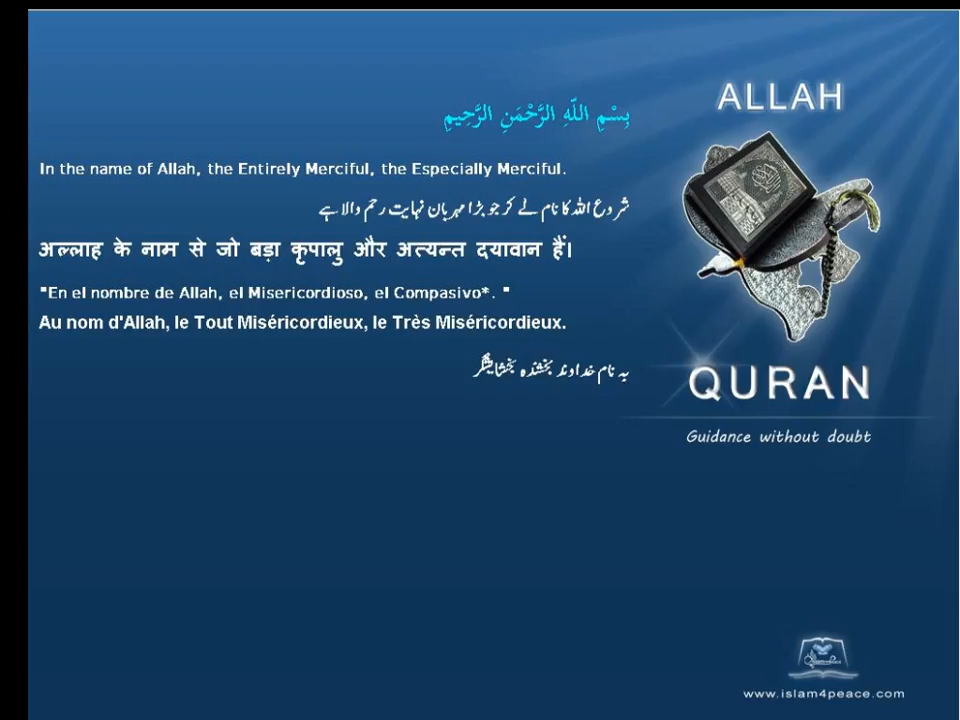 بِسْمِ اللَّهِ الرَّحْمَنِ الرَّحِيمِ
In the name of Allah, the Entirely Merciful, the Especially Merciful.
شروع اللہ کا نام لے کر جو بڑا مہربان نہایت رحم والا ہے
अल्लाह के नाम से जो बड़ा कृपालु और अत्यन्त दयावान हैं।
"En el nombre de Allah, el Misericordioso, el Compasivo*. "
Au nom d'Allah, le Tout Miséricordieux, le Très Miséricordieux.
به نام خداوند بخشنده بخشایشگر
ALLAH
QURAN
Guidance without doubt
www.islam4peace.com